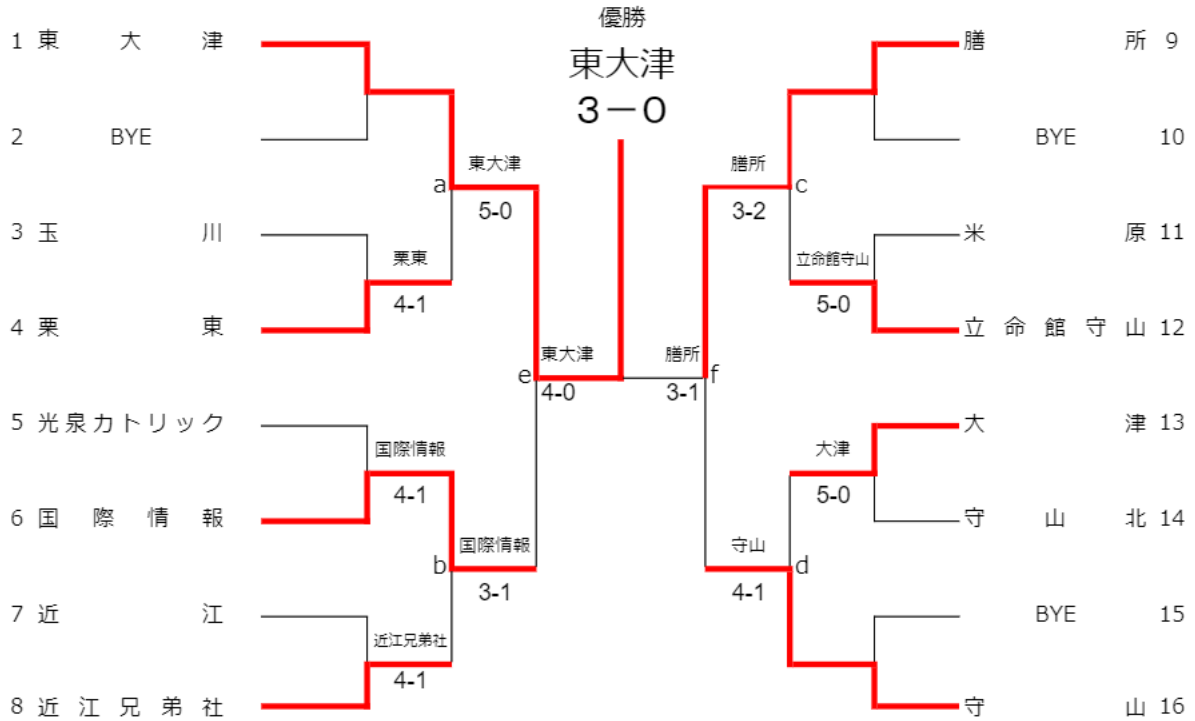 優勝
東大津
3－0
1 東大津
2 BYE
3 玉川
4 栗東
5 光泉カトリック
6 国際情報
7 近江
8 近江兄弟社
膳所 9
BYE 10
米原 11
立命館守山 12
大津 13
守山北 14
BYE 15
守山 16
a
東大津
5-0
栗東
4-1
国際情報
4-1
b
国際情報
3-1
近江兄弟社
4-1
e
東大津
4-0
膳所
3-1
f
膳所
3-2
c
立命館守山
5-0
大津
5-0
守山
4-1
d